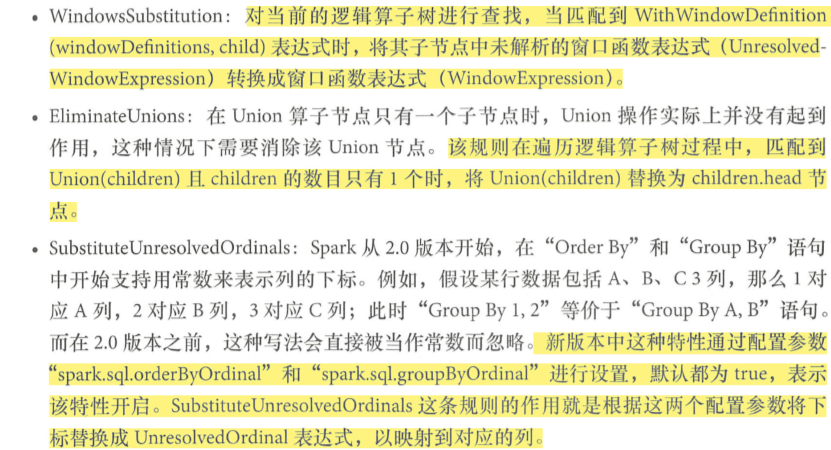 • WindowsSubstitution：对当前的逻辑算子树进行查找，当匹配到 WithWindowDefinition
(windowDefinitions, child) 表达式时，将其子节点中未解析的窗口函数表达式（Unresolved-
WindowExpression）转换成窗口函数表达式（WindowExpression）。
• EliminateUnions：在 Union 算子节点只有一个子节点时，Union 操作实际上并没有起到
作用，这种情况下需要消除该 Union 节点。该规则在遍历逻辑算子树过程中，匹配到
Union(children) 且 children 的数目只有 1 个时，将 Union(children) 替换为 children.head 节
点。
• SubstituteUnresolvedOrdinals：Spark 从 2.0 版本开始，在“Order By”和“Group By”语句
中开始支持用常数来表示列的下标。例如，假设某行数据包括 A、B、C 3 列，那么 1 对
应 A 列，2 对应 B 列，3 对应 C 列；此时“Group By 1, 2”等价于“Group By A, B”语句。
而在 2.0 版本之前，这种写法会直接被当作常数而忽略。新版本中这种特性通过配置参数
“spark.sql.orderByOrdinal”和“spark.sql.groupByOrdinal”进行设置，默认都为 true，表示
该特性开启。SubstituteUnresolvedOrdinals 这条规则的作用就是根据这两个配置参数将下
标替换成 UnresolvedOrdinal 表达式，以映射到对应的列。